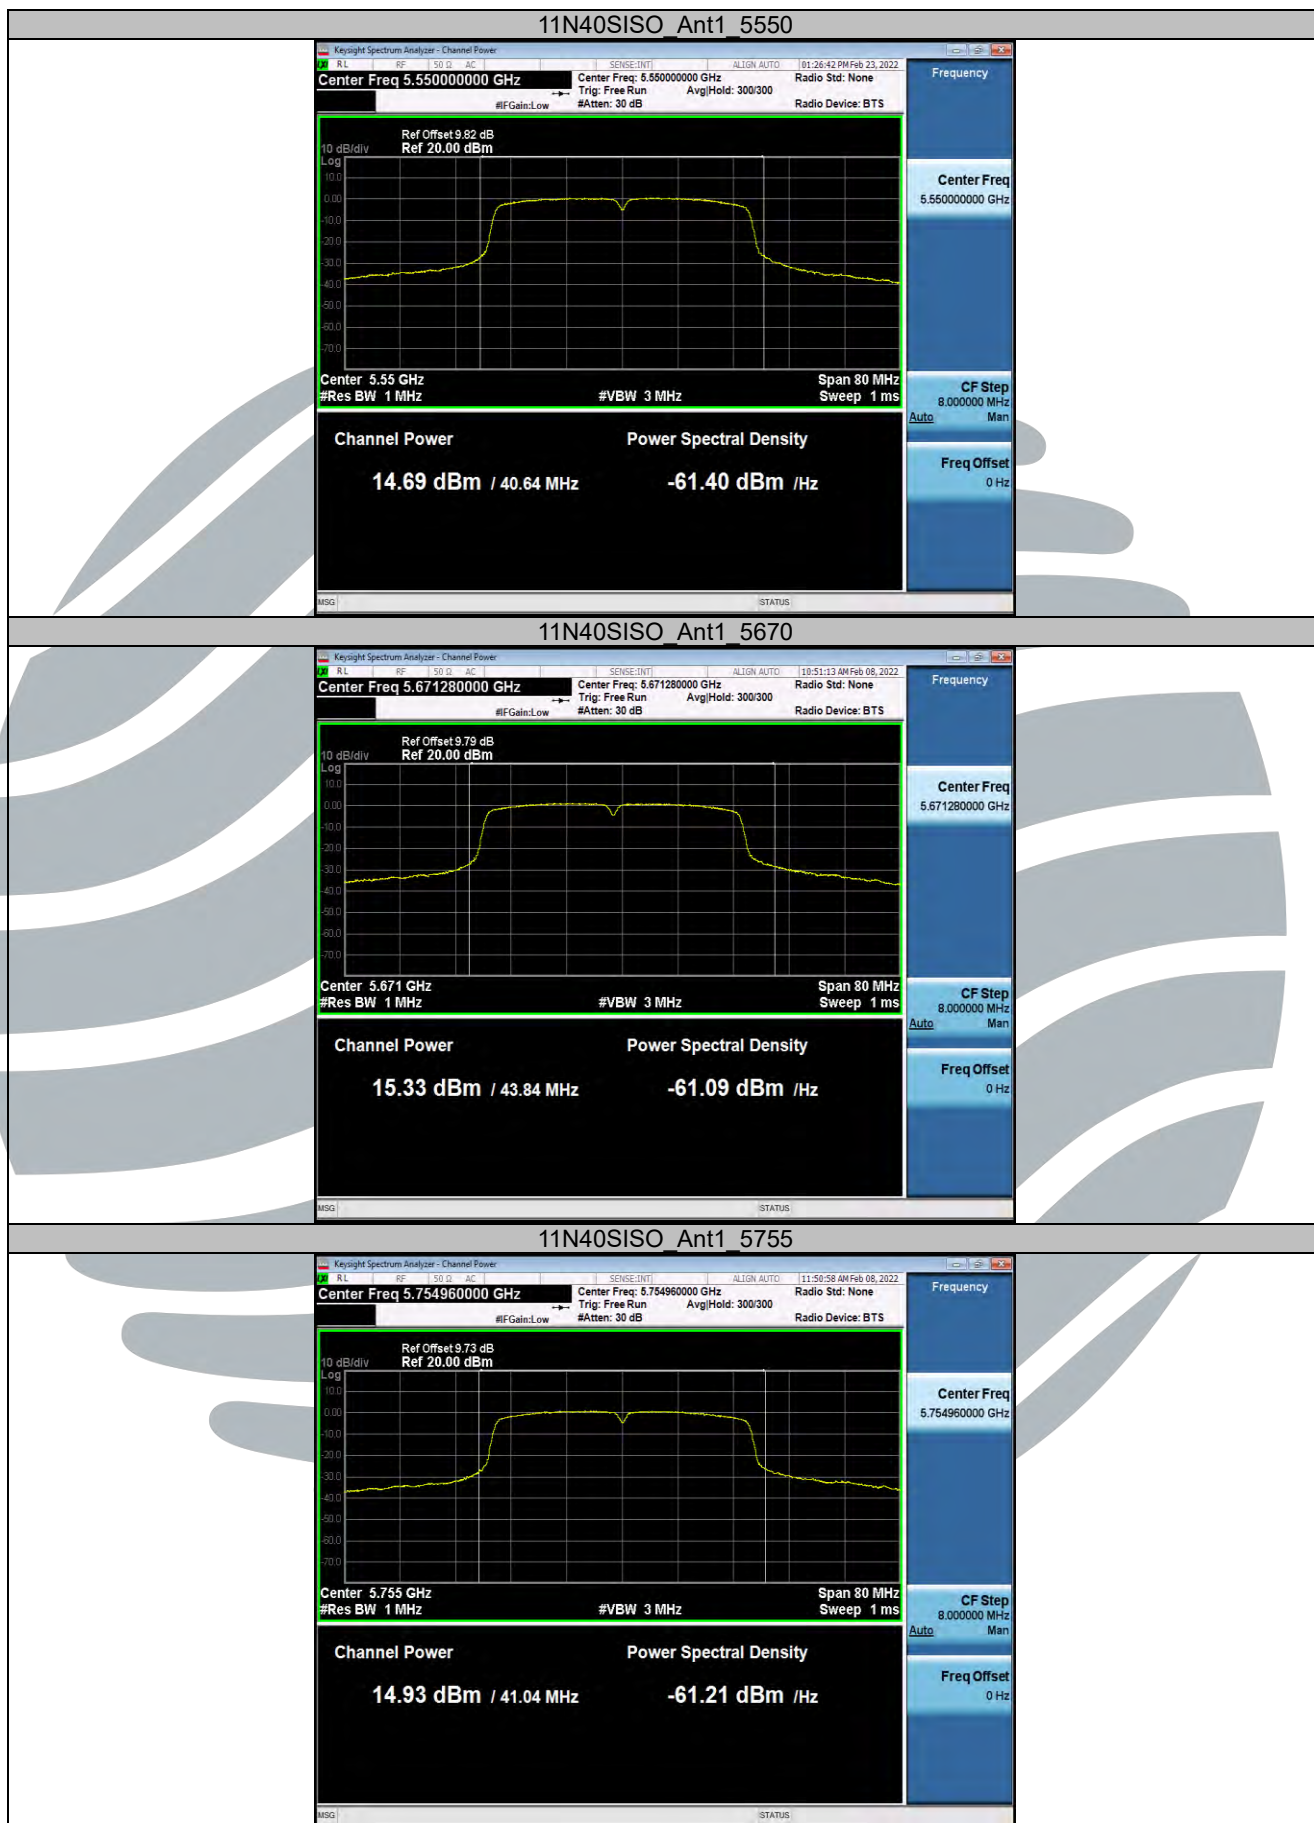 11N40SISO_Ant1_5550
Keysight Spectrum Analyzer - Channel Power
RL RF 50 Ω AC SENSE:INT ALIGN AUTO 01:26:42 PM Feb 23, 2022
Center Freq 5.550000000 GHz
Center Freq: 5.550000000 GHz Radio Std: None
Trig: Free Run Avg|Hold: 300/300
#IFGain:Low #Atten: 30 dB Radio Device: BTS
Frequency
Ref Offset 9.82 dB
10 dB/div Ref 20.00 dBm
Log
10.0
0.00
-10.0
-20.0
-30.0
-40.0
-50.0
-60.0
-70.0
Center 5.55 GHz Span 80 MHz
#Res BW 1 MHz #VBW 3 MHz Sweep 1 ms
Channel Power Power Spectral Density
14.69 dBm / 40.64 MHz -61.40 dBm /Hz
Center Freq
5.550000000 GHz
CF Step
8.000000 MHz
Auto Man
Freq Offset
0 Hz
MSG STATUS
11N40SISO_Ant1_5670
Keysight Spectrum Analyzer - Channel Power
RL RF 50 Ω AC SENSE:INT ALIGN AUTO 10:51:13 AM Feb 08, 2022
Center Freq 5.671280000 GHz
Center Freq: 5.671280000 GHz Radio Std: None
Trig: Free Run Avg|Hold: 300/300
#IFGain:Low #Atten: 30 dB Radio Device: BTS
Frequency
Ref Offset 9.79 dB
10 dB/div Ref 20.00 dBm
Log
10.0
0.00
-10.0
-20.0
-30.0
-40.0
-50.0
-60.0
-70.0
Center 5.671 GHz Span 80 MHz
#Res BW 1 MHz #VBW 3 MHz Sweep 1 ms
Channel Power Power Spectral Density
15.33 dBm / 43.84 MHz -61.09 dBm /Hz
Center Freq
5.671280000 GHz
CF Step
8.000000 MHz
Auto Man
Freq Offset
0 Hz
MSG STATUS
11N40SISO_Ant1_5755
Keysight Spectrum Analyzer - Channel Power
RL RF 50 Ω AC SENSE:INT ALIGN AUTO 11:50:58 AM Feb 08, 2022
Center Freq 5.754960000 GHz
Center Freq: 5.754960000 GHz Radio Std: None
Trig: Free Run Avg|Hold: 300/300
#IFGain:Low #Atten: 30 dB Radio Device: BTS
Frequency
Ref Offset 9.73 dB
10 dB/div Ref 20.00 dBm
Log
10.0
0.00
-10.0
-20.0
-30.0
-40.0
-50.0
-60.0
-70.0
Center 5.755 GHz Span 80 MHz
#Res BW 1 MHz #VBW 3 MHz Sweep 1 ms
Channel Power Power Spectral Density
14.93 dBm / 41.04 MHz -61.21 dBm /Hz
Center Freq
5.754960000 GHz
CF Step
8.000000 MHz
Auto Man
Freq Offset
0 Hz
MSG STATUS